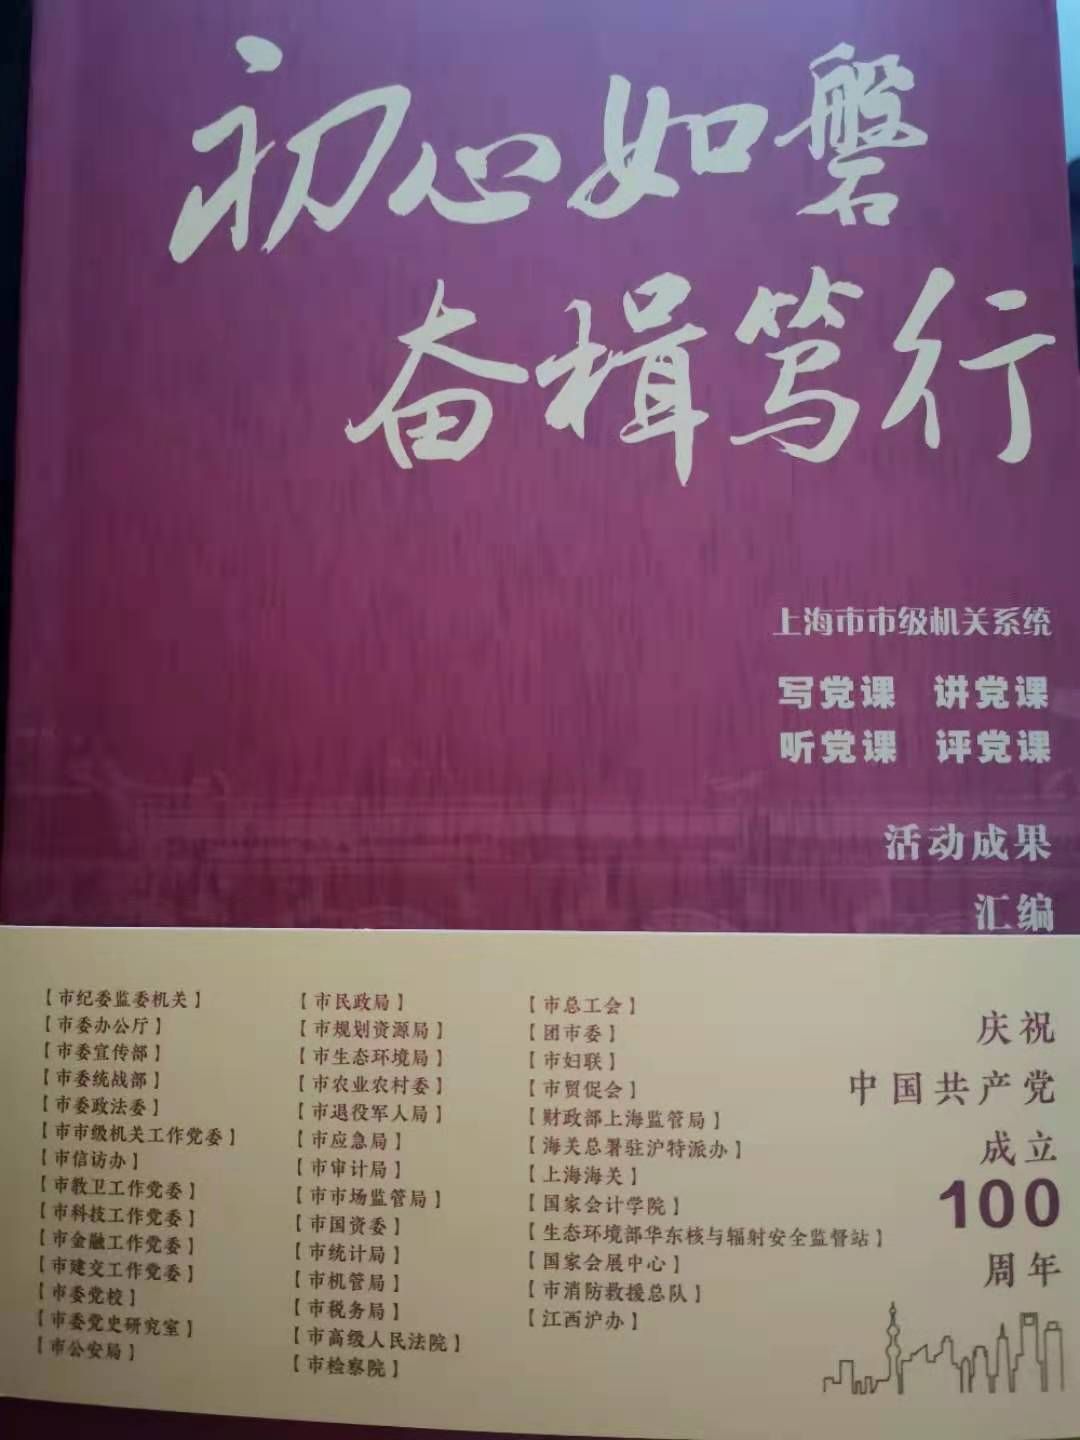 初心如磐
奋楫笃行
上海市市级机关系统
写党课 讲党课
听党课 评党课
活动成果
汇编
【市纪委监委机关】
【市委办公厅】
【市委宣传部】
【市委统战部】
【市委政法委】
【市市级机关工作党委】
【市信访办】
【市教卫工作党委】
【市科技工作党委】
【市金融工作党委】
【市建交工作党委】
【市委党校】
【市委党史研究室】
【市公安局】
【市民政局】
【市规划资源局】
【市生态环境局】
【市农业农村委】
【市退役军人局】
【市应急局】
【市审计局】
【市市场监管局】
【市国资委】
【市统计局】
【市机管局】
【市税务局】
【市高级人民法院】
【市检察院】
【市总工会】
【团市委】
【市妇联】
【市贸促会】
【财政部上海监管局】
【海关总署驻沪特派办】
【上海海关】
【国家会计学院】
【生态环境部华东核与辐射安全监督站】
【国家会展中心】
【市消防救援总队】
【江西沪办】
庆祝
中国共产党
成立
100
周年